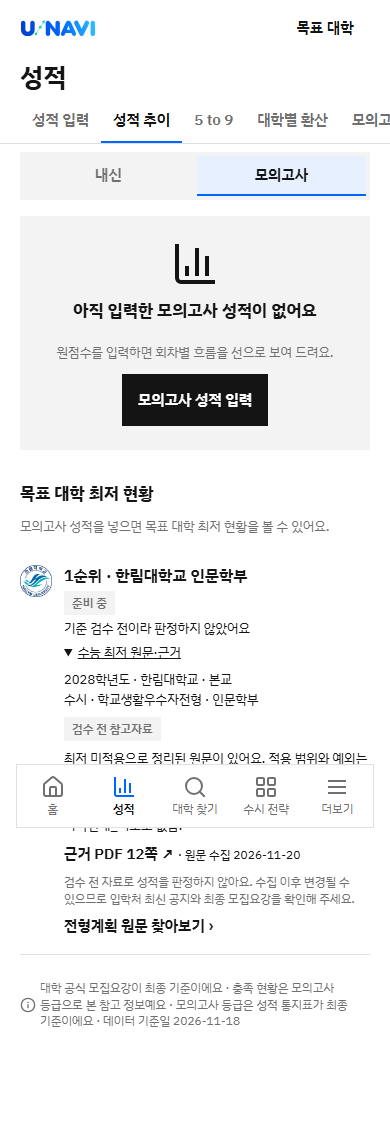 UNAVI
목표 대학
성적
성적 입력
성적 추이
5 to 9
대학별 환산
내신
모의고사
아직 입력한 모의고사 성적이 없어요
원점수를 입력하면 회차별 흐름을 선으로 보여 드려요.
모의고사 성적 입력
목표 대학 최저 현황
모의고사 성적을 넣으면 목표 대학 최저 현황을 볼 수 있어요.
1순위 · 한림대학교 인문학부
준비 중
기준 검수 전이라 판정하지 않았어요
▼ 수능 최저 원문·근거
2028학년도 · 한림대학교 · 본교
수시 · 학교생활우수자전형 · 인문학부
검수 전 참고자료
최저 미적용으로 정리된 원문이 있어요. 적용 범위와 예외는
홈
성적
대학 찾기
수시 전략
더보기
근거 PDF 12쪽 ↗ · 원문 수집 2026-11-20
검수 전 자료로 성적을 판정하지 않아요. 수집 이후 변경될 수
있으므로 입학처 최신 공지와 최종 모집요강을 확인해 주세요.
전형계획 원문 찾아보기 ›
대학 공식 모집요강이 최종 기준이에요 · 충족 현황은 모의고사
등급으로 본 참고 정보예요 · 모의고사 등급은 성적 통지표가 최종
기준이에요 · 데이터 기준일 2026-11-18